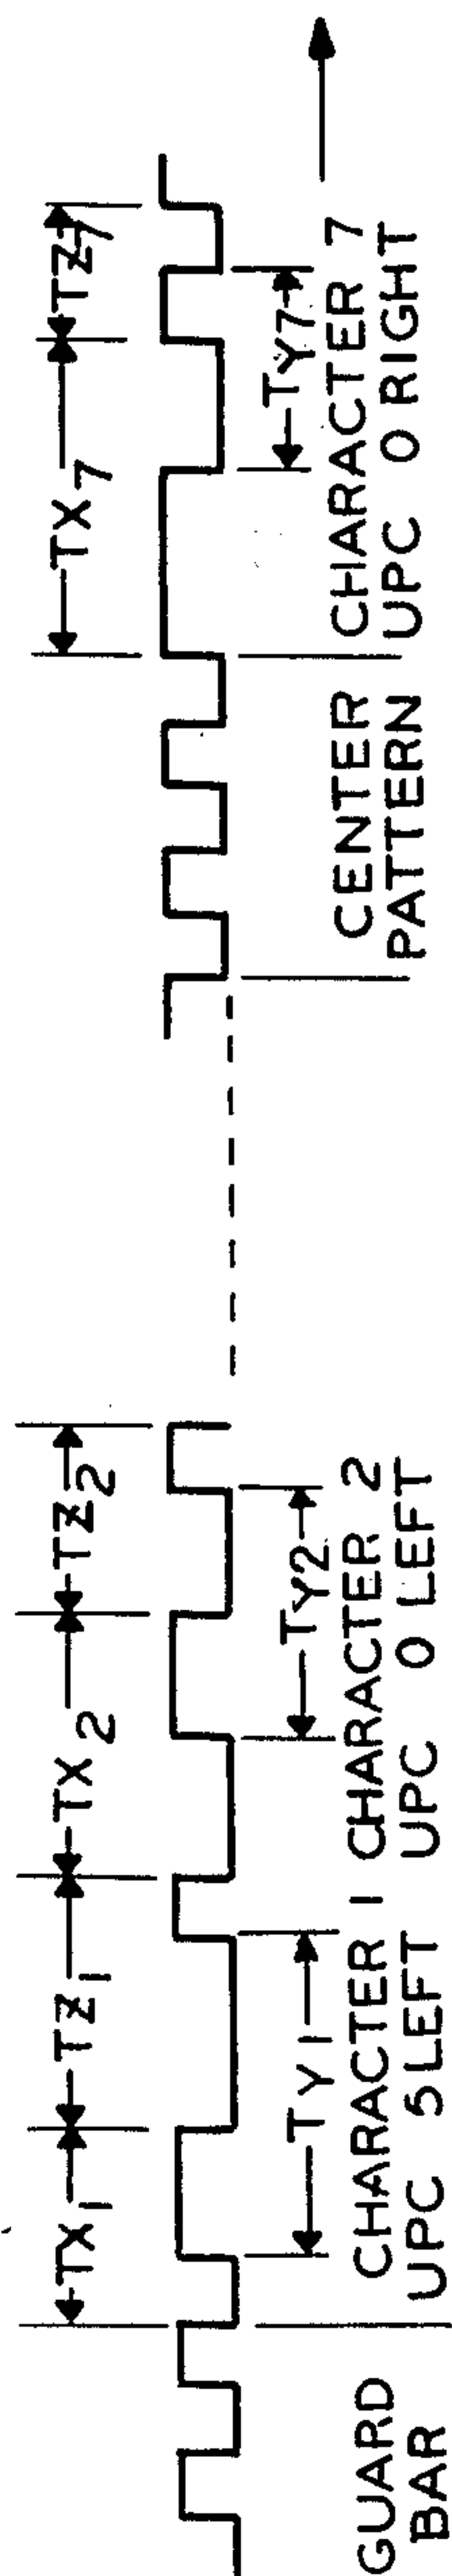 TX1
TZ1
TX2
TZ2
TX7
TZ7
TY1
TY2
TY7
GUARD
BAR
CHARACTER 1
UPC 5 LEFT
CHARACTER 2
UPC 0 LEFT
CENTER
PATTERN
CHARACTER 7
UPC 0 RIGHT